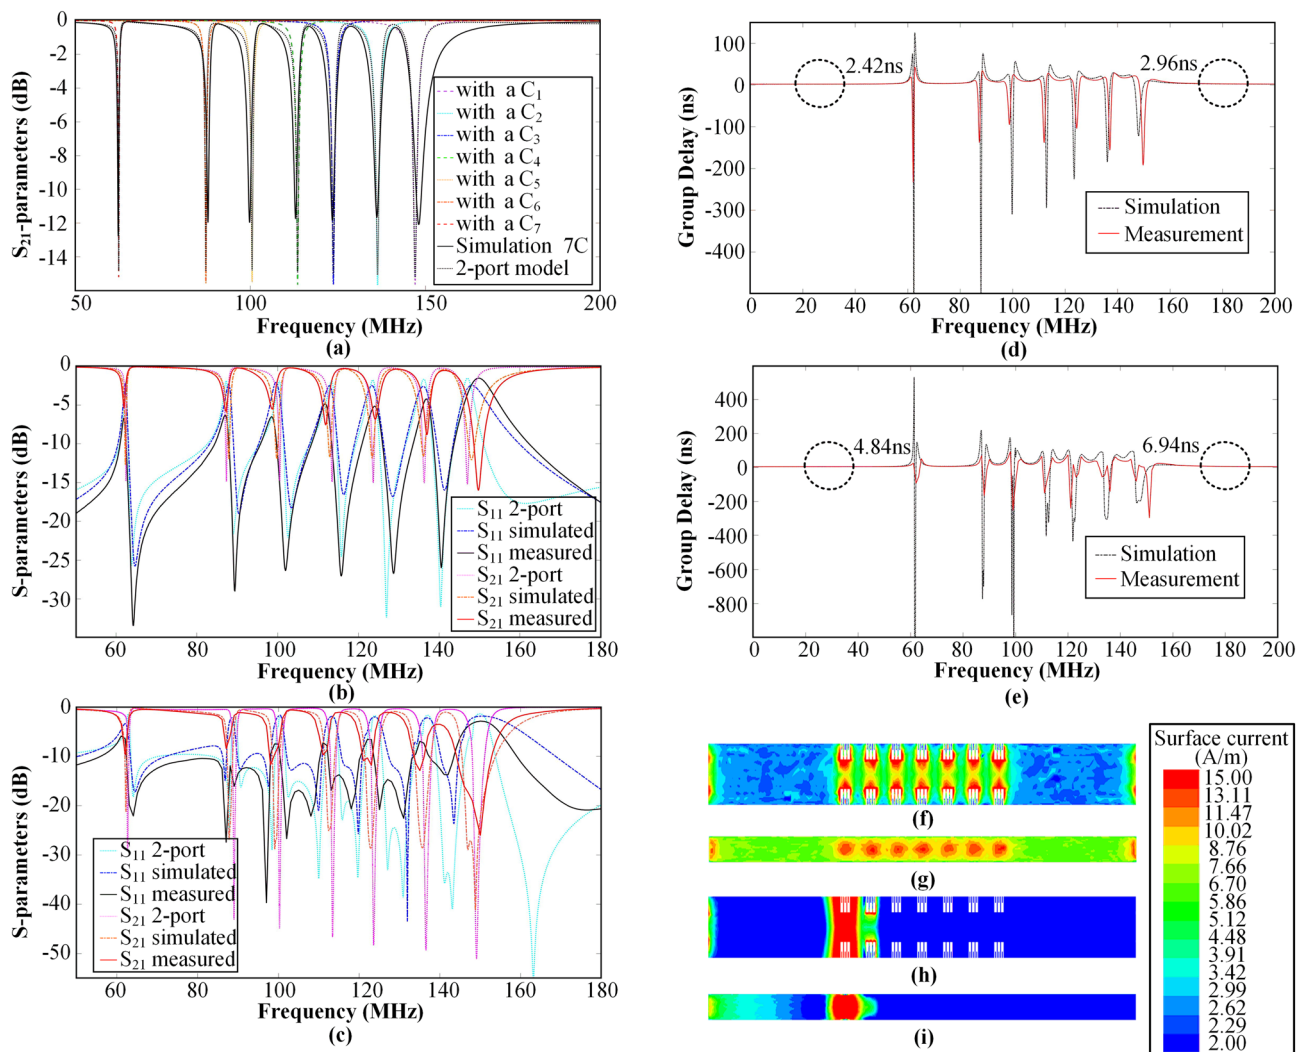 S21-parameters (dB)
0
-2
-4
-6
-8
-10
-12
-14
with a C1
with a C2
with a C3
with a C4
with a C5
with a C6
with a C7
Simulation 7C
2-port model
50
100
150
200
Frequency (MHz)
(a)
S-parameters (dB)
0
-5
-10
-15
-20
-25
-30
S11 2-port
S11 simulated
S11 measured
S21 2-port
S21 simulated
S21 measured
60
80
100
120
140
160
180
Frequency (MHz)
(b)
S-parameters (dB)
0
-10
-20
-30
-40
-50
S11 2-port
S11 simulated
S11 measured
S21 2-port
S21 simulated
S21 measured
60
80
100
120
140
160
180
Frequency (MHz)
(c)
Group Delay (ns)
100
0
-100
-200
-300
-400
2.42ns
2.96ns
Simulation
Measurement
0
20
40
60
80
100
120
140
160
180
200
Frequency (MHz)
(d)
Group Delay (ns)
400
200
0
-200
-400
-600
-800
4.84ns
6.94ns
Simulation
Measurement
0
20
40
60
80
100
120
140
160
180
200
Frequency (MHz)
(e)
(f)
(g)
(h)
(i)
Surface current
(A/m)
15.00
13.11
11.47
10.02
8.76
7.66
6.70
5.86
5.12
4.48
3.91
3.42
2.99
2.62
2.29
2.00